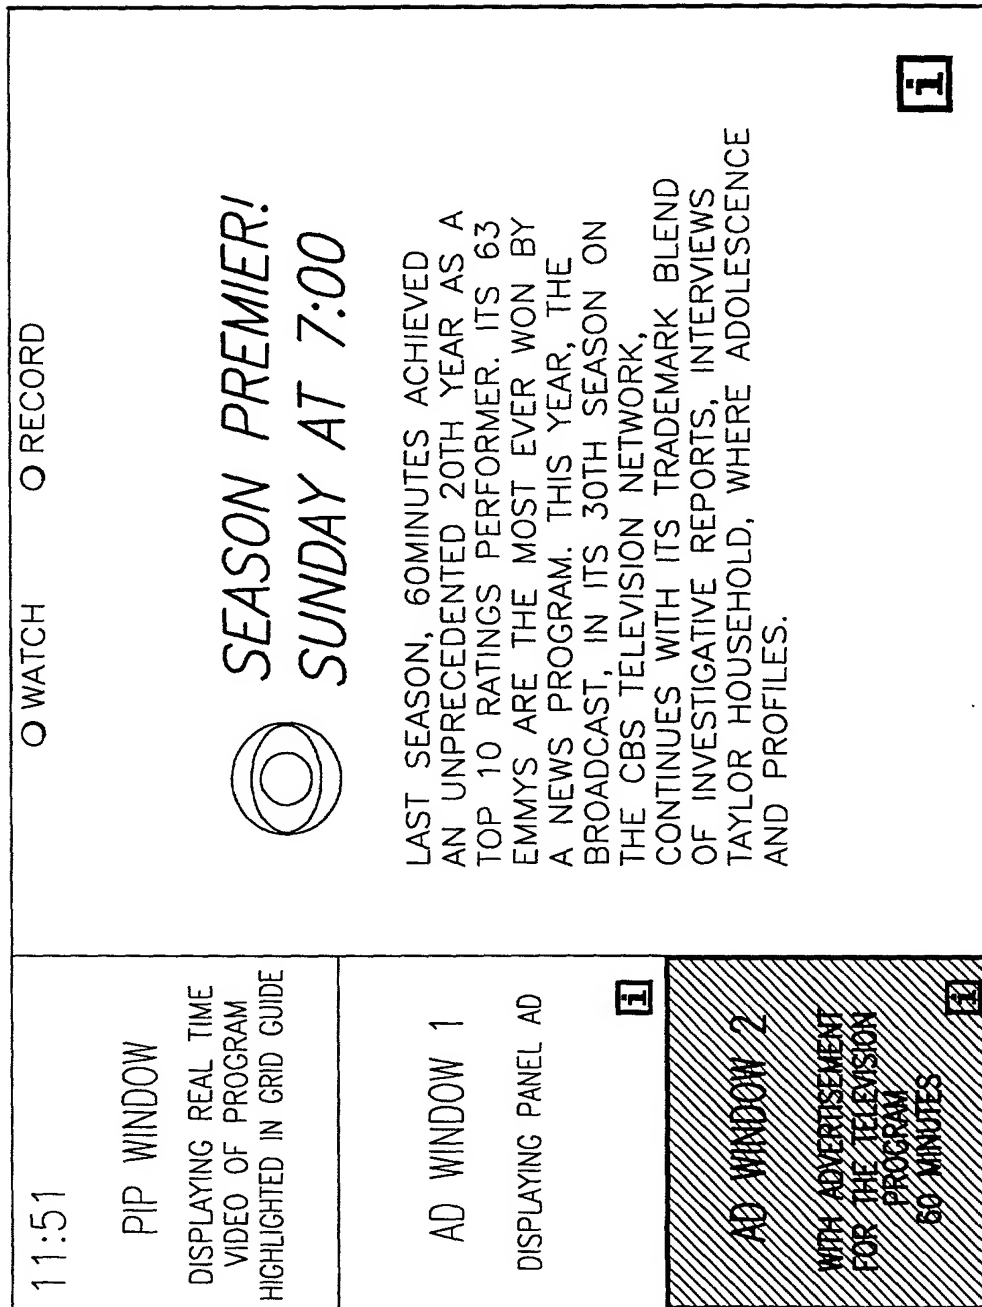 11:51
PIP WINDOW
DISPLAYING REAL TIME
VIDEO OF PROGRAM
HIGHLIGHTED IN GRID GUIDE
AD WINDOW 1
DISPLAYING PANEL AD
i
AD WINDOW 2
WITH ADVERTISEMENT
FOR THE TELEVISION
PROGRAM
60 MINUTES
i
O WATCH
O RECORD
SEASON PREMIER!
SUNDAY AT 7:00
LAST SEASON, 60MINUTES ACHIEVED
AN UNPRECEDENTED 20TH YEAR AS A
TOP 10 RATINGS PERFORMER. ITS 63
EMMYS ARE THE MOST EVER WON BY
A NEWS PROGRAM. THIS YEAR, THE
BROADCAST, IN ITS 30TH SEASON ON
THE CBS TELEVISION NETWORK,
CONTINUES WITH ITS TRADEMARK BLEND
OF INVESTIGATIVE REPORTS, INTERVIEWS
TAYLOR HOUSEHOLD, WHERE ADOLESCENCE
AND PROFILES.
i